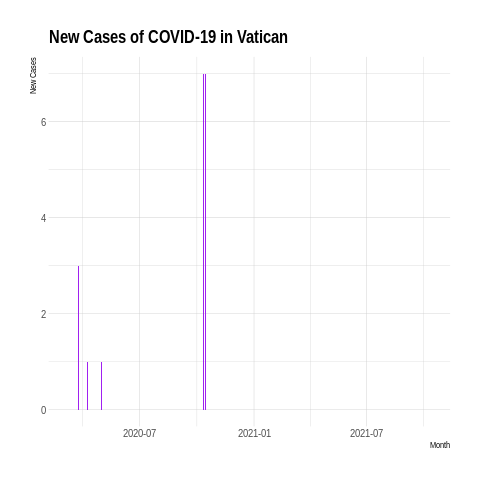 New Cases of COVID-19 in Vatican
New Cases
6
4
2
0
2020-07
2021-01
2021-07
Month